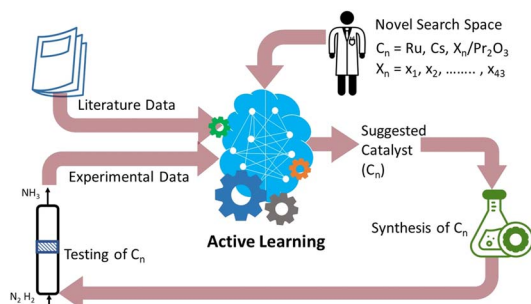 Novel Search Space
Cₙ = Ru, Cs, Xₙ/Pr₂O₃
Xₙ = x₁, x₂, …….. , x₄₃
Literature Data
Experimental Data
Suggested
Catalyst
(Cₙ)
Active Learning
Synthesis of Cₙ
NH₃
Testing of Cₙ
N₂ H₂